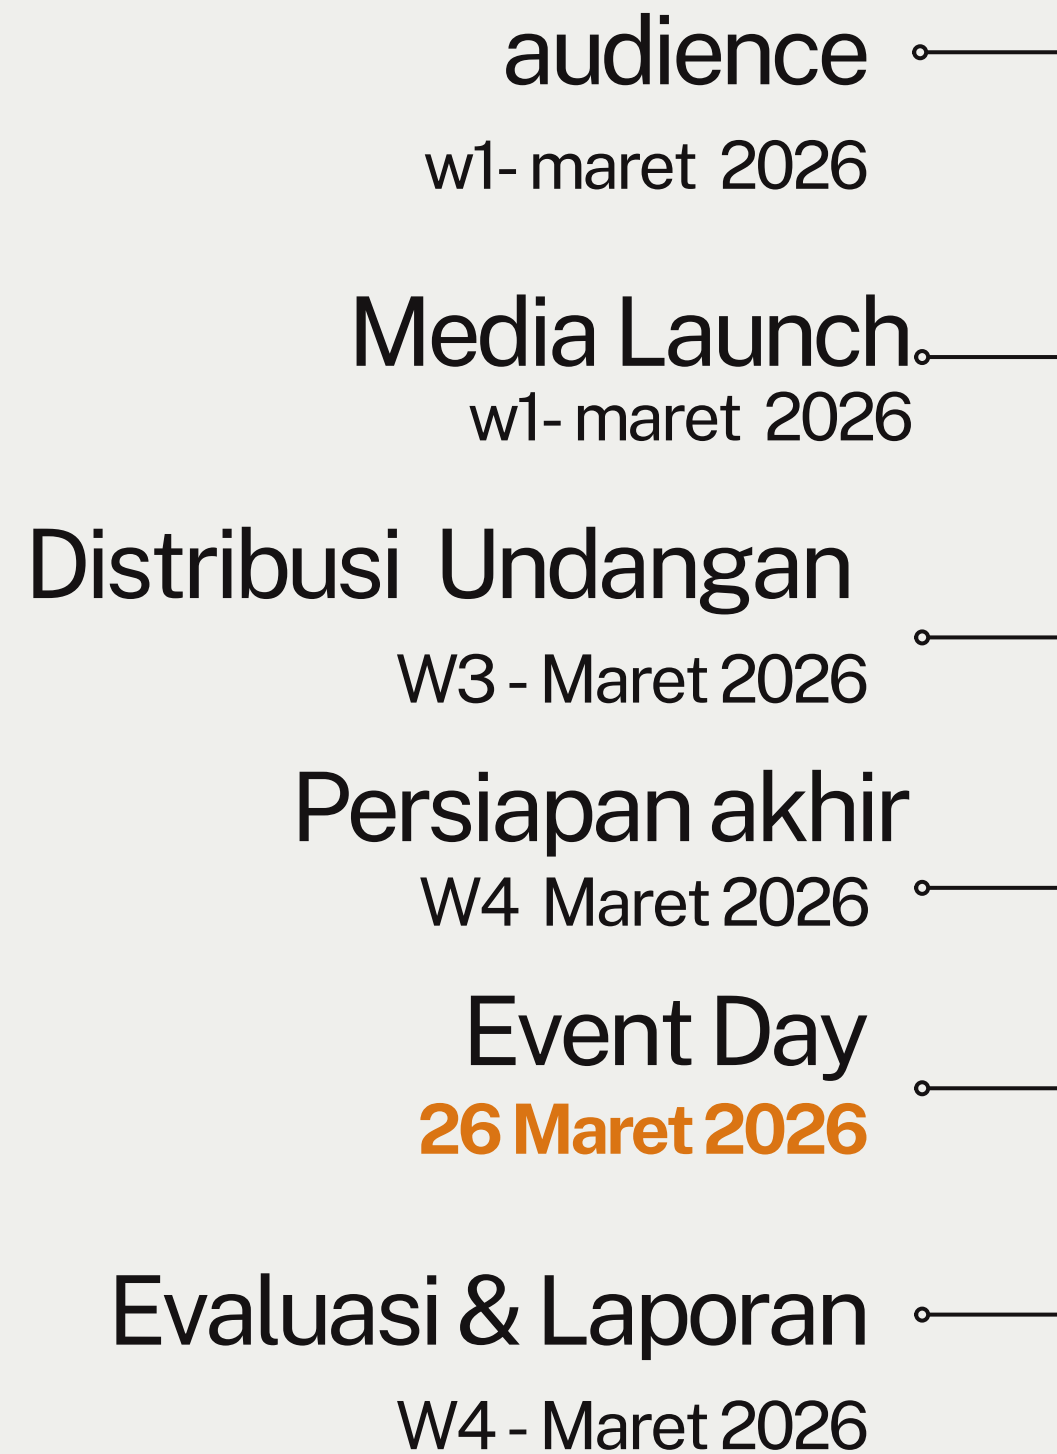 audience
w1- maret 2026
Media Launch
w1- maret 2026
Distribusi Undangan
W3 - Maret 2026
Persiapan akhir
W4 Maret 2026
Event Day
26 Maret 2026
Evaluasi & Laporan
W4 - Maret 2026